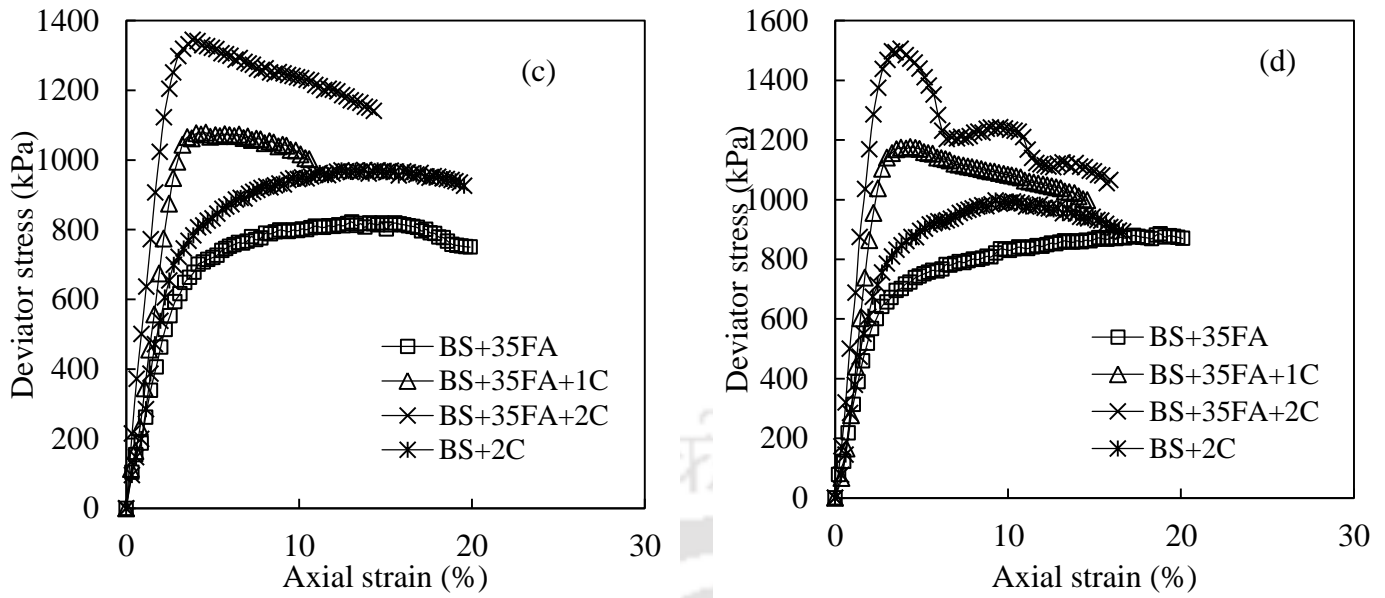 1400
1200
1000
800
600
400
200
0
0
10
20
30
Deviator stress (kPa)
Axial strain (%)
(c)
BS+35FA
BS+35FA+1C
BS+35FA+2C
BS+2C
1600
1400
1200
1000
800
600
400
200
0
0
10
20
30
Deviator stress (kPa)
Axial strain (%)
(d)
BS+35FA
BS+35FA+1C
BS+35FA+2C
BS+2C